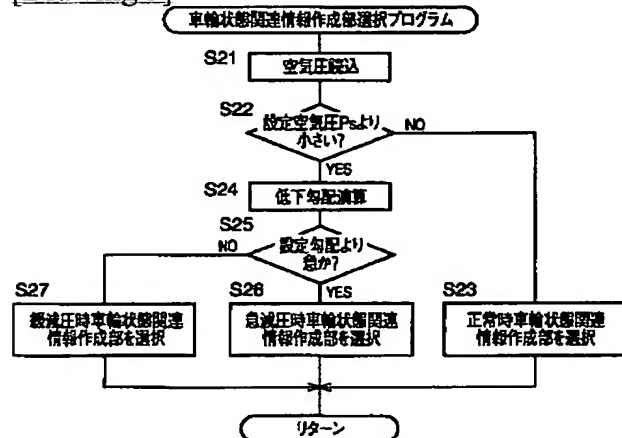 車輪状態関連情報作成部選択プログラム
S21
空気圧読込
S22
設定空気圧Psより
小さい?
NO
YES
S24
低下勾配演算
S25
NO
設定勾配より
急か?
YES
S27
緩減圧時車輪状態関連
情報作成部を選択
S26
急減圧時車輪状態関連
情報作成部を選択
S23
正常時車輪状態関連
情報作成部を選択
リターン